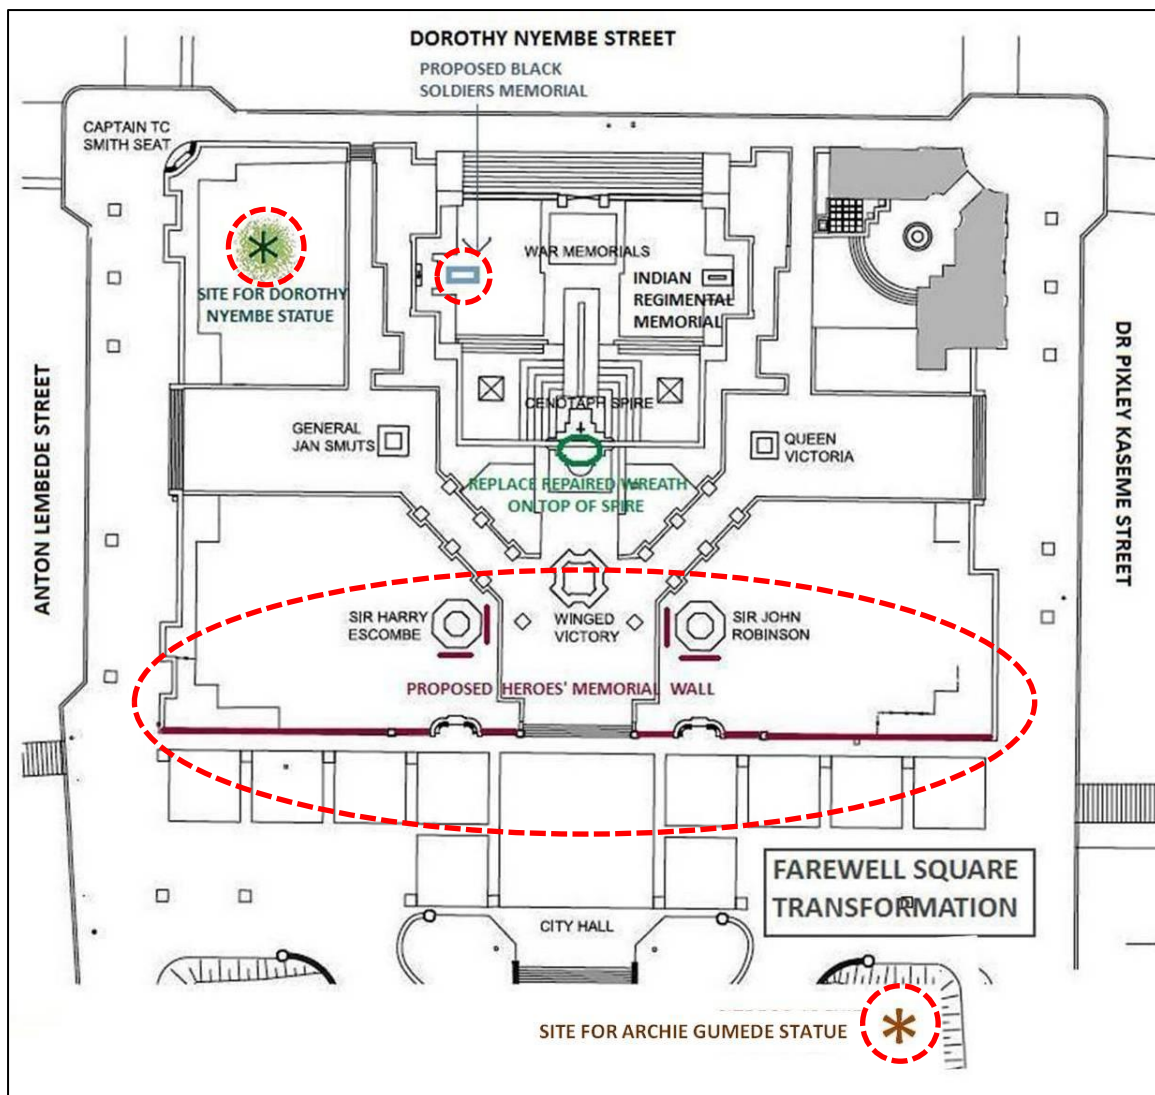 DOROTHY NYEMBE STREET
PROPOSED BLACK
SOLDIERS MEMORIAL
CAPTAIN TC
SMITH SEAT
WAR MEMORIALS
INDIAN
REGIMENTAL
MEMORIAL
SITE FOR DOROTHY
NYEMBE STATUE
ANTON LEMBEDE STREET
DR PIXLEY KASEME STREET
CENOTAPH SPIRE
GENERAL
JAN SMUTS
QUEEN
VICTORIA
REPLACE REPAIRED WREATH
ON TOP OF SPIRE
SIR HARRY
ESCOMBE
WINGED
VICTORY
SIR JOHN
ROBINSON
PROPOSED HEROES' MEMORIAL WALL
FAREWELL SQUARE
TRANSFORMATION
CITY HALL
SITE FOR ARCHIE GUMEDE STATUE